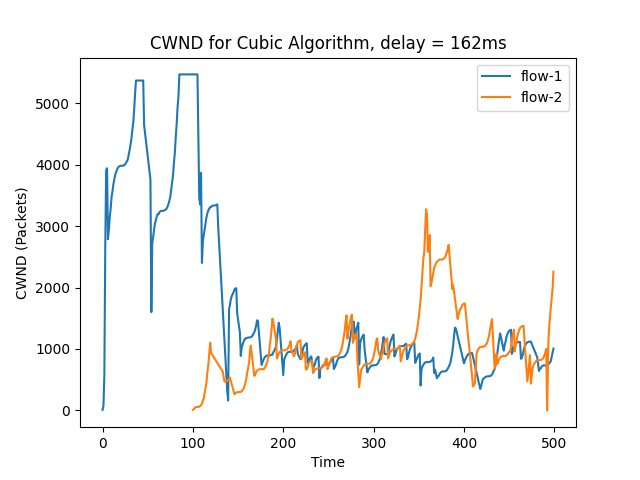 CWND for Cubic Algorithm, delay = 162ms
flow-1
flow-2
CWND (Packets)
5000
4000
3000
2000
1000
0
0 100 200 300 400 500
Time